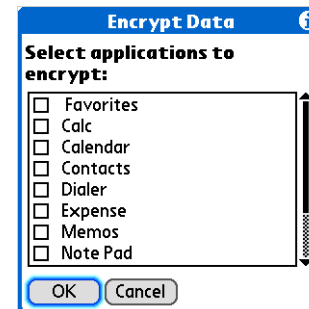 Encrypt Data
Select applications to
encrypt:
Favorites
Calc
Calendar
Contacts
Dialer
Expense
Memos
Note Pad
OK Cancel